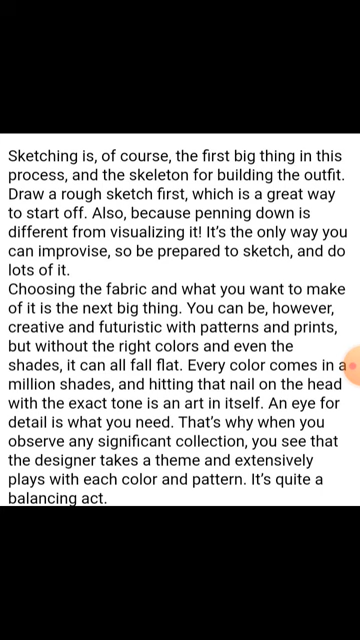 Sketching is, of course, the first big thing in this
process, and the skeleton for building the outfit.
Draw a rough sketch first, which is a great way
to start off. Also, because penning down is
different from visualizing it! It's the only way you
can improvise, so be prepared to sketch, and do
lots of it.
Choosing the fabric and what you want to make
of it is the next big thing. You can be, however,
creative and futuristic with patterns and prints,
but without the right colors and even the
shades, it can all fall flat. Every color comes in a
million shades, and hitting that nail on the head
with the exact tone is an art in itself. An eye for
detail is what you need. That's why when you
observe any significant collection, you see that
the designer takes a theme and extensively
plays with each color and pattern. It's quite a
balancing act.